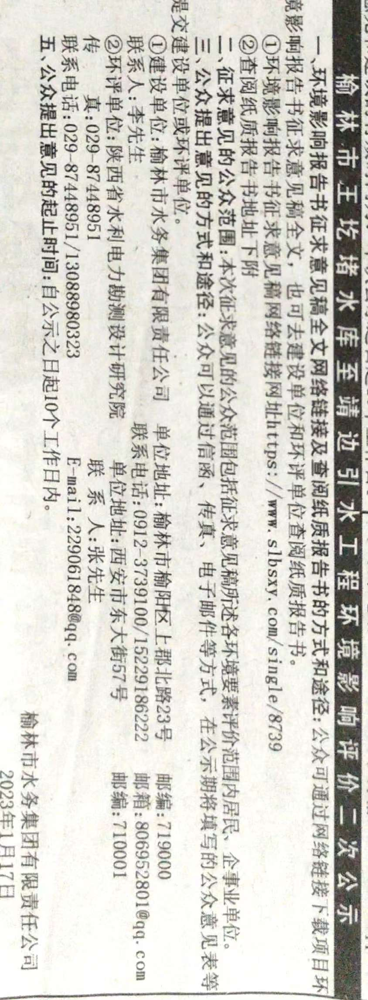 榆林市王圪堵水库至靖边引水工程环境影响评价二次公示
一、环境影响报告书征求意见稿全文网络链接及查阅纸质报告书的方式和途径：公众可通过网络链接下载项目环
境影响报告书征求意见稿全文，也可去建设单位和环评单位查阅纸质报告书。
①环境影响报告书征求意见稿网络链接网址https://www.slbsxy.com/single/8739
②查阅纸质报告书地址下附
二、征求意见的公众范围：本次征求意见的公众范围包括征求意见稿所述各环境要素评价范围内居民、企事业单位。
三、公众提出意见的方式和途径：公众可以通过信函、传真、电子邮件等方式，在公示期将填写的公众意见表等
提交建设单位或环评单位。
①建设单位：榆林市水务集团有限责任公司 单位地址：榆林市榆阳区上郡北路23号 邮编：719000
联系人：李先生 联系电话：0912-3739100/15229186222 邮箱：806952801@qq.com
②环评单位：陕西省水利电力勘测设计研究院 单位地址：西安市东大街57号 邮编：710001
传 真：029-87448951 联 系 人：张先生
联系电话：029-87448951/13088980323 E-mail：229061848@qq.com
五、公众提出意见的起止时间：自公示之日起10个工作日内。
榆林市水务集团有限责任公司
2023年1月17日